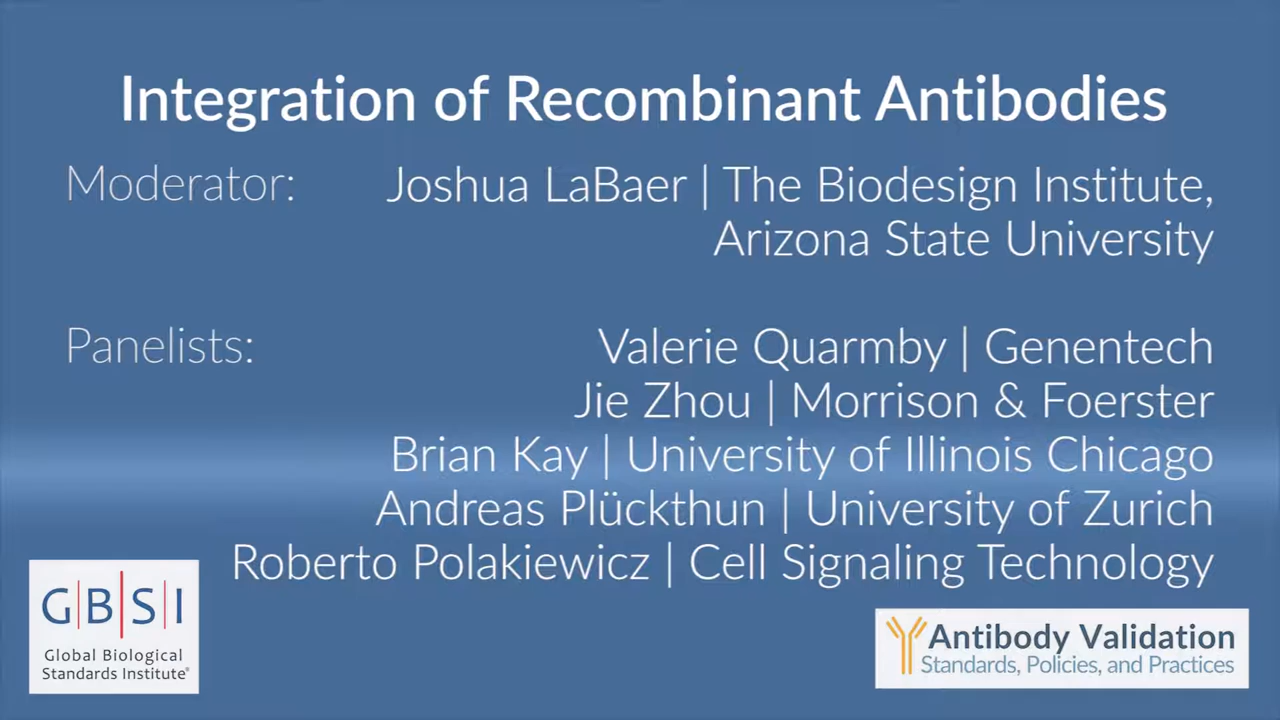 Integration of Recombinant Antibodies
Moderator: Joshua LaBaer | The Biodesign Institute,
Arizona State University
Panelists: Valerie Quarmby | Genentech
Jie Zhou | Morrison & Foerster
Brian Kay | University of Illinois Chicago
Andreas Plückthun | University of Zurich
Roberto Polakiewicz | Cell Signaling Technology
G|B|S|I
Global Biological
Standards Institute®
Antibody Validation
Standards, Policies, and Practices